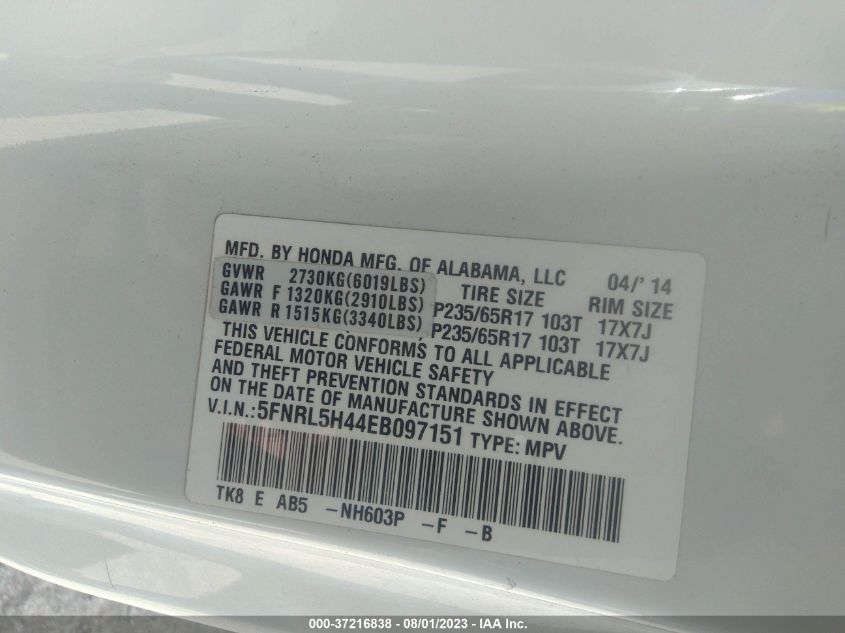 MFD. BY HONDA MFG. OF ALABAMA, LLC 04/' 14
GVWR 2730KG(6019LBS) TIRE SIZE RIM SIZE
GAWR F 1320KG(2910LBS) P235/65R17 103T 17X7J
GAWR R 1515KG(3340LBS) P235/65R17 103T 17X7J
THIS VEHICLE CONFORMS TO ALL APPLICABLE
FEDERAL MOTOR VEHICLE SAFETY
AND THEFT PREVENTION STANDARDS IN EFFECT
ON THE DATE OF MANUFACTURE SHOWN ABOVE.
V.I.N.:5FNRL5H44EB097151 TYPE: MPV
TK8 E AB5 -NH603P -F -B
000-37216838 - 08/01/2023 - IAA Inc.